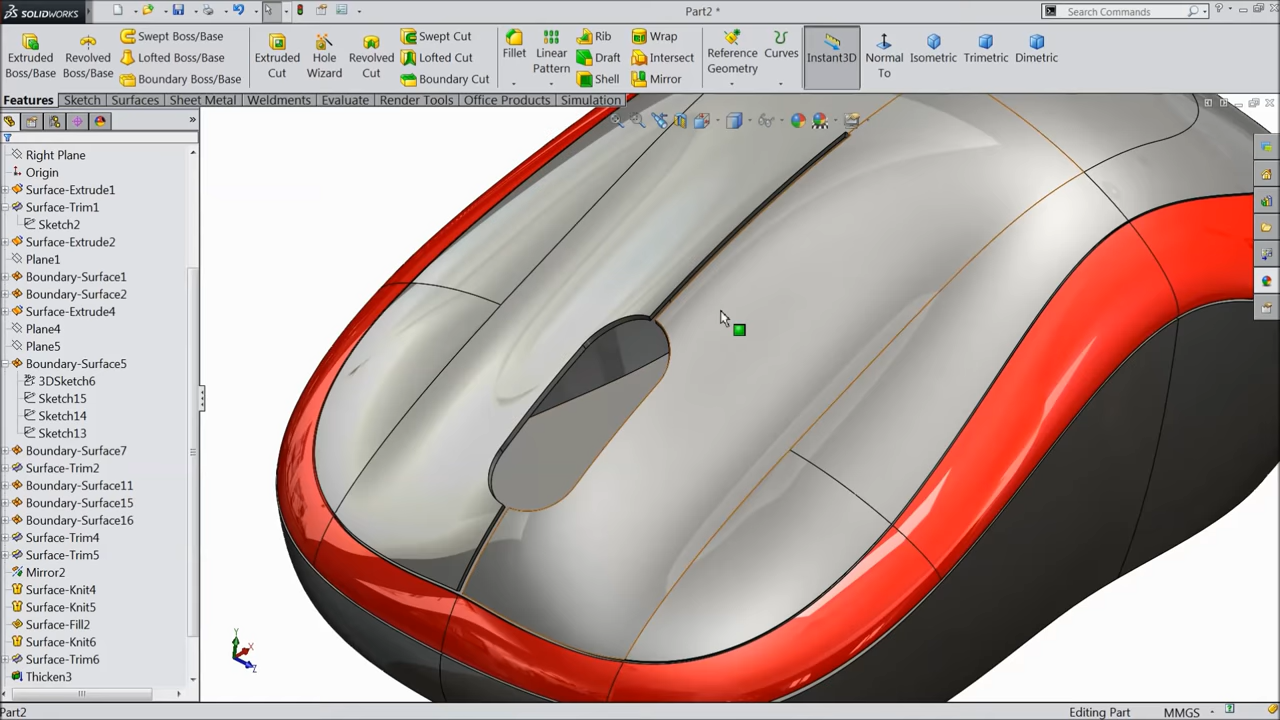 SOLIDWORKS
Part2 *
Search Commands
Extruded Boss/Base
Revolved Boss/Base
Swept Boss/Base
Lofted Boss/Base
Boundary Boss/Base
Extruded Cut
Hole Wizard
Revolved Cut
Swept Cut
Lofted Cut
Boundary Cut
Fillet
Linear Pattern
Rib
Draft
Shell
Wrap
Intersect
Mirror
Reference Geometry
Curves
Instant3D
Normal To
Isometric
Trimetric
Dimetric
Features Sketch Surfaces Sheet Metal Weldments Evaluate Render Tools Office Products Simulation
Right Plane
Origin
Surface-Extrude1
Surface-Trim1
Sketch2
Surface-Extrude2
Plane1
Boundary-Surface1
Boundary-Surface2
Surface-Extrude4
Plane4
Plane5
Boundary-Surface5
3DSketch6
Sketch15
Sketch14
Sketch13
Boundary-Surface7
Surface-Trim2
Boundary-Surface11
Boundary-Surface15
Boundary-Surface16
Surface-Trim4
Surface-Trim5
Mirror2
Surface-Knit4
Surface-Knit5
Surface-Fill2
Surface-Knit6
Surface-Trim6
Thicken3
Y
X
Z
Part2
Editing Part
MMGS